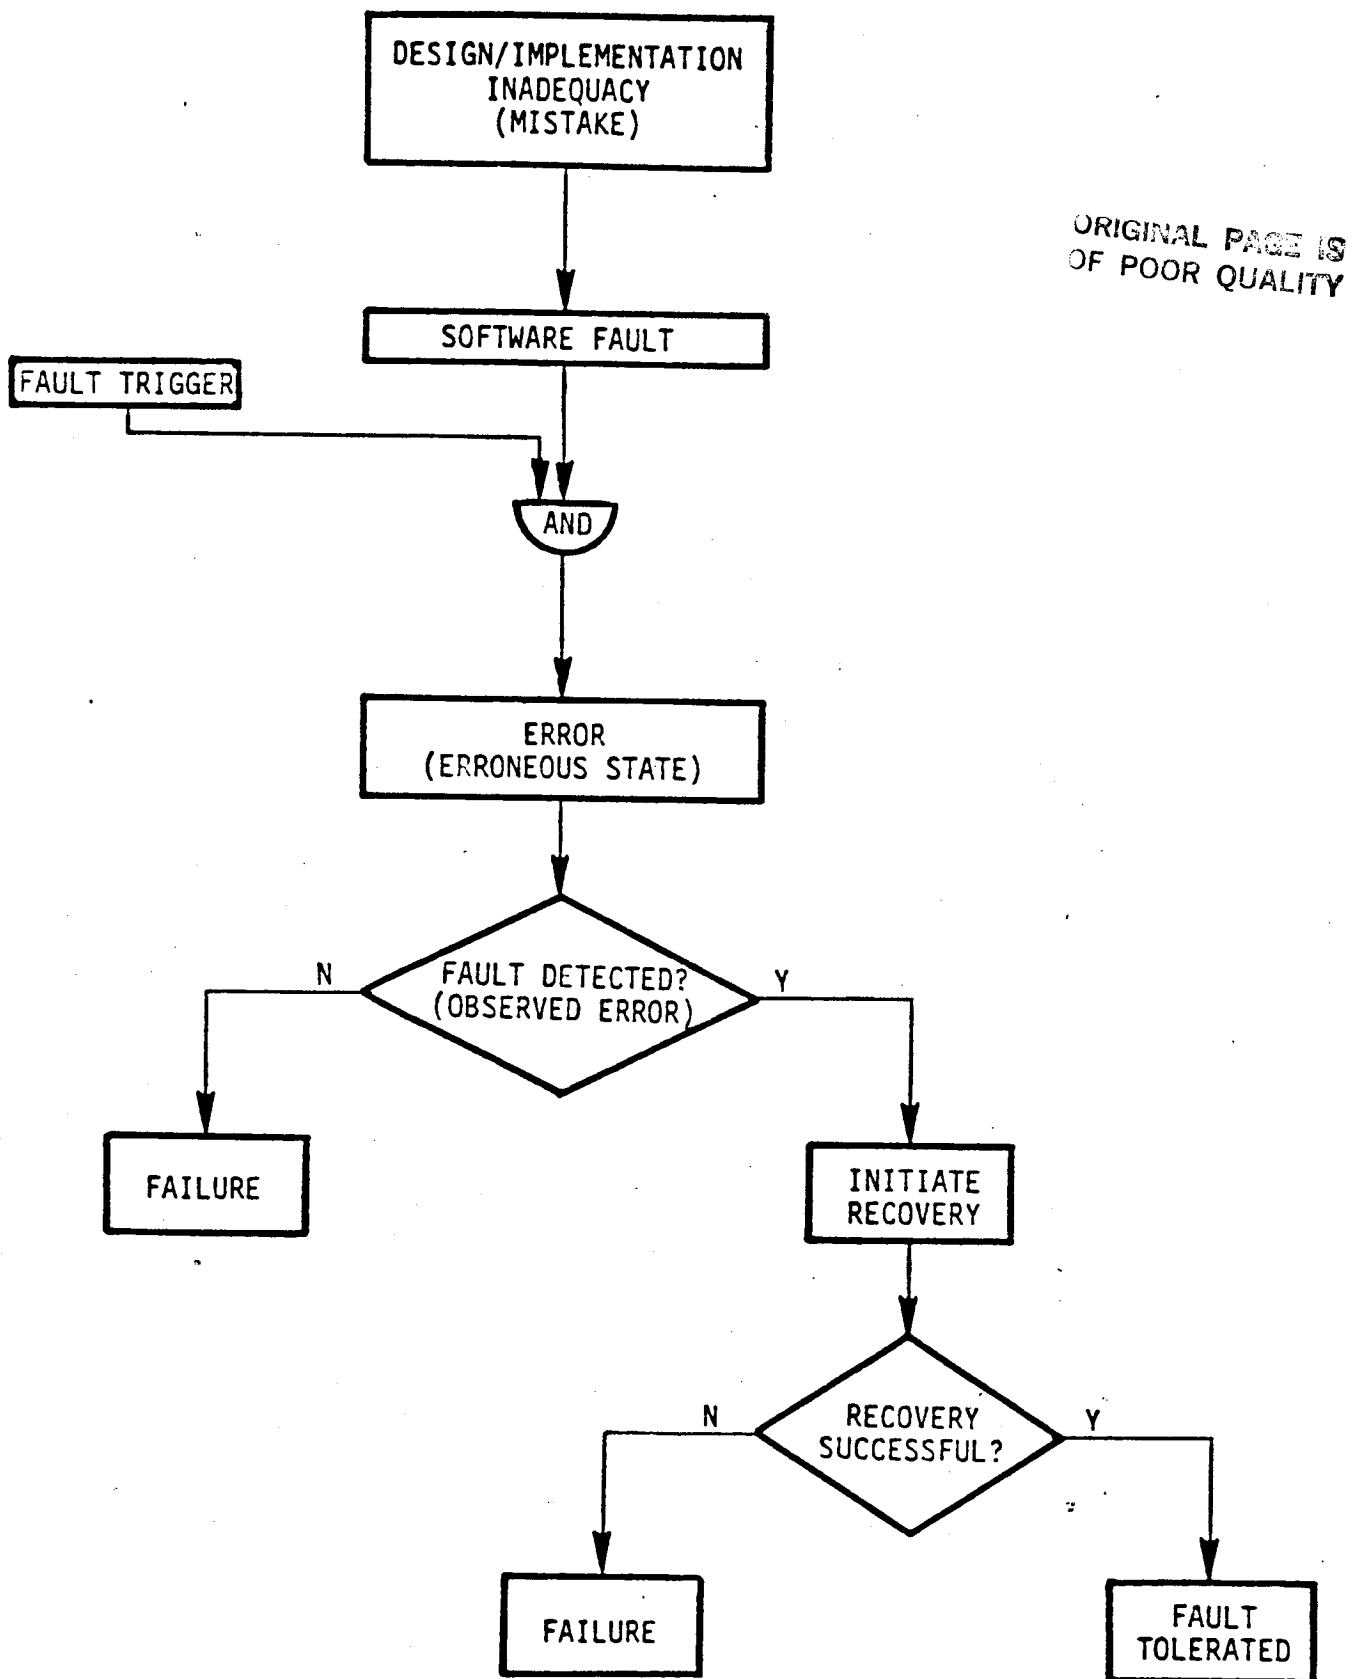 DESIGN/IMPLEMENTATION
INADEQUACY
(MISTAKE)
ORIGINAL PAGE IS
OF POOR QUALITY
SOFTWARE FAULT
FAULT TRIGGER
AND
ERROR
(ERRONEOUS STATE)
N
FAULT DETECTED?
(OBSERVED ERROR)
Y
FAILURE
INITIATE
RECOVERY
N
RECOVERY
SUCCESSFUL?
Y
FAILURE
FAULT
TOLERATED